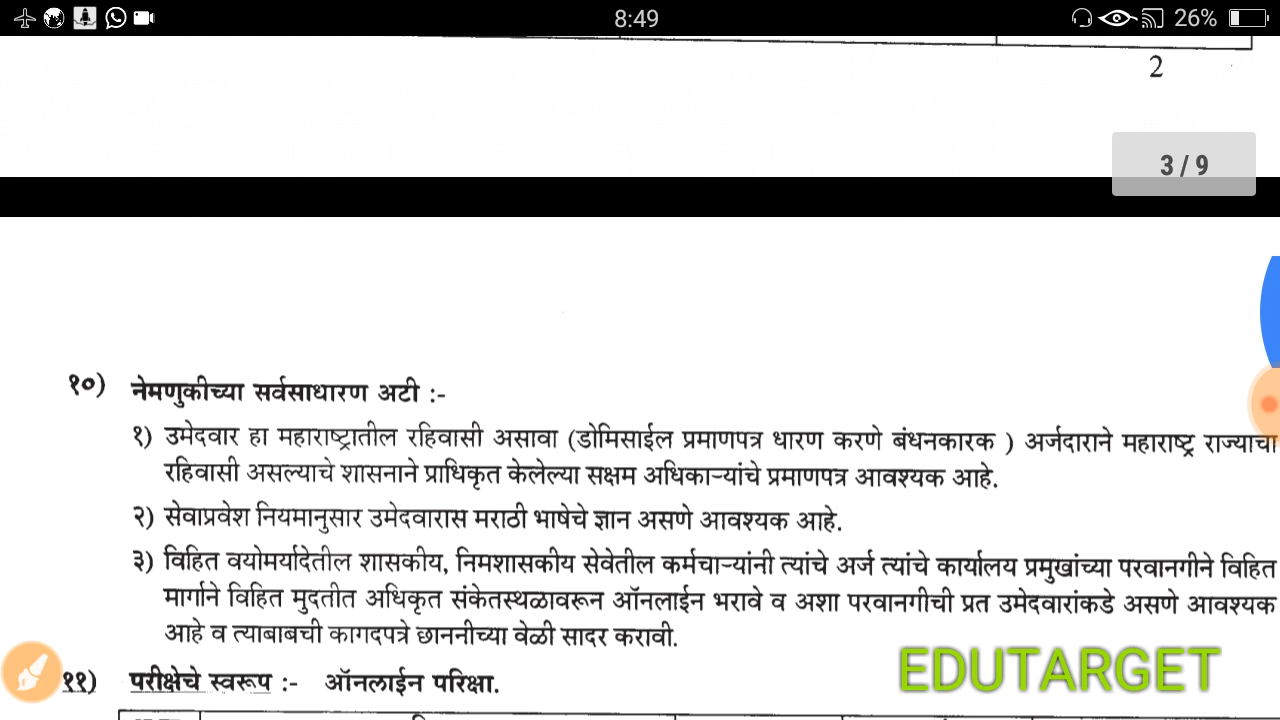 8:49
26%
2
3 / 9
१०) नेमणुकीच्या सर्वसाधारण अटी :-
१) उमेदवार हा महाराष्ट्रातील रहिवासी असावा (डोमिसाईल प्रमाणपत्र धारण करणे बंधनकारक ) अर्जदाराने महाराष्ट्र राज्याचा
रहिवासी असल्याचे शासनाने प्राधिकृत केलेल्या सक्षम अधिकाऱ्यांचे प्रमाणपत्र आवश्यक आहे.
२) सेवाप्रवेश नियमानुसार उमेदवारास मराठी भाषेचे ज्ञान असणे आवश्यक आहे.
३) विहित वयोमर्यादेतील शासकीय, निमशासकीय सेवेतील कर्मचाऱ्यांनी त्यांचे अर्ज त्यांचे कार्यालय प्रमुखांच्या परवानगीने विहित
मार्गाने विहित मुदतीत अधिकृत संकेतस्थळावरून ऑनलाईन भरावे व अशा परवानगीची प्रत उमेदवारांकडे असणे आवश्यक
आहे व त्याबाबची कागदपत्रे छाननीच्या वेळी सादर करावी.
११) परीक्षेचे स्वरूप :- ऑनलाईन परिक्षा.
EDUTARGET